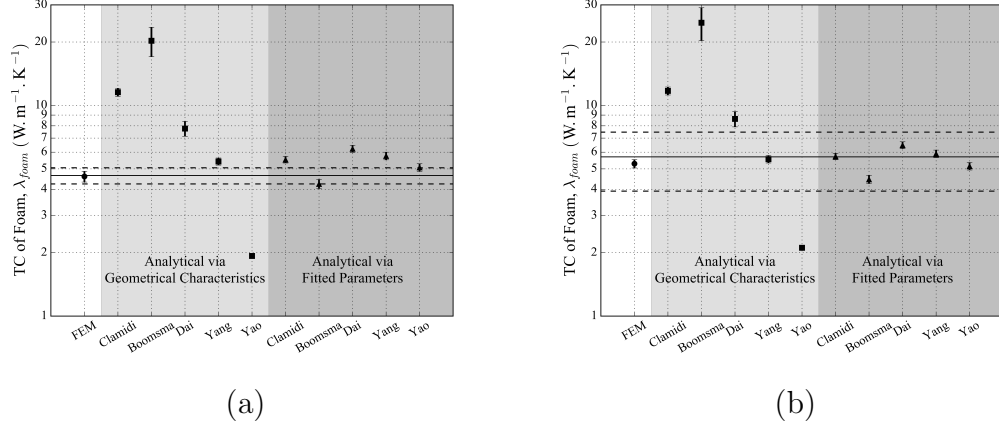 TC of Foam, λfoam (W. m⁻¹. K⁻¹)
30
20
10
9
8
7
6
5
4
3
2
1
Analytical via
Geometrical Characteristics
Analytical via
Fitted Parameters
FEM
Clamidi
Boomsma
Dai
Yang
Yao
Clamidi
Boomsma
Dai
Yang
Yao
(a)
TC of Foam, λfoam (W. m⁻¹. K⁻¹)
30
20
10
9
8
7
6
5
4
3
2
1
Analytical via
Geometrical Characteristics
Analytical via
Fitted Parameters
FEM
Clamidi
Boomsma
Dai
Yang
Yao
Clamidi
Boomsma
Dai
Yang
Yao
(b)